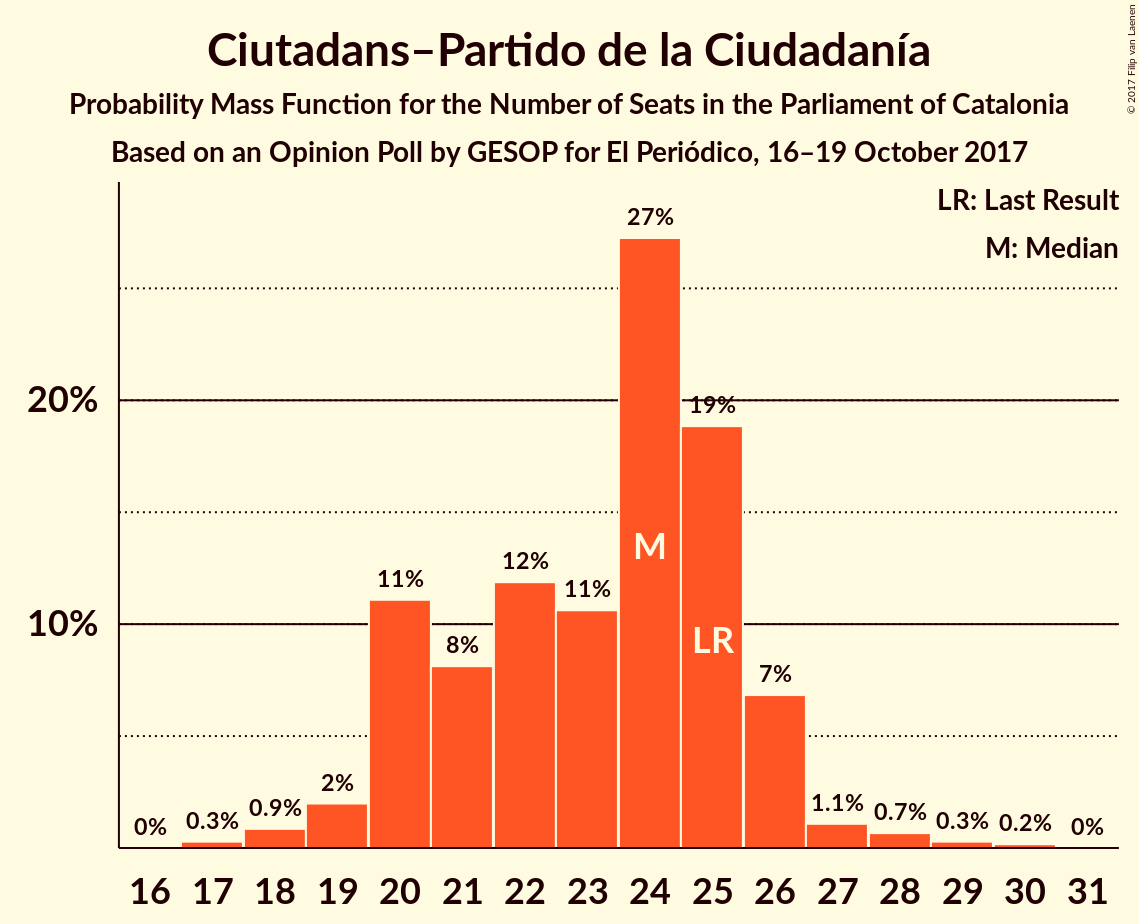 Ciutadans–Partido de la Ciudadanía
Probability Mass Function for the Number of Seats in the Parliament of Catalonia
Based on an Opinion Poll by GESOP for El Periódico, 16–19 October 2017
© 2017 Filip van Laenen
LR: Last Result
M: Median
27%
20%
19%
M
12%
11%
11%
10%
LR
8%
7%
2%
0%
0.3%
0.9%
1.1%
0.7%
0.3%
0.2%
0%
16 17 18 19 20 21 22 23 24 25 26 27 28 29 30 31